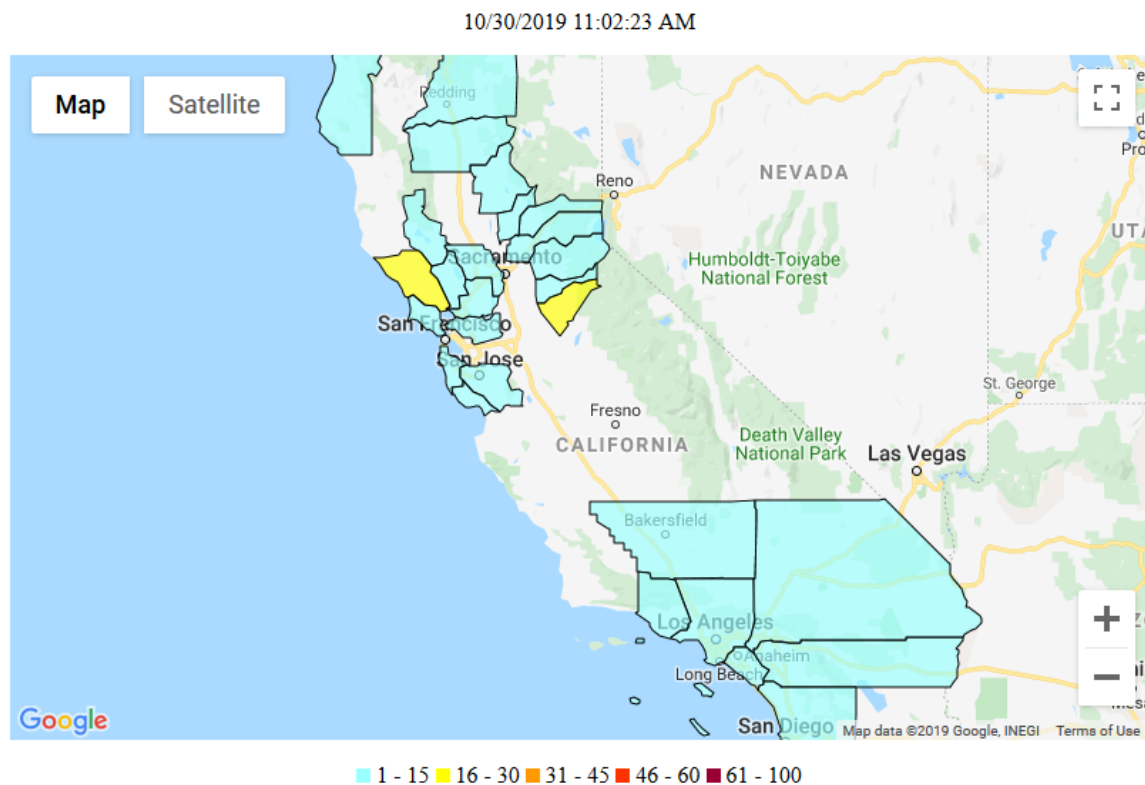 10/30/2019 11:02:23 AM
Map
Satellite
Redding
Reno
NEVADA
Sacramento
Humboldt-Toiyabe
National Forest
San Francisco
San Jose
St. George
Fresno
CALIFORNIA
Death Valley
National Park
Las Vegas
Bakersfield
Los Angeles
Anaheim
Long Beach
San Diego
Google
Map data ©2019 Google, INEGI
Terms of Use
1 - 15 16 - 30 31 - 45 46 - 60 61 - 100